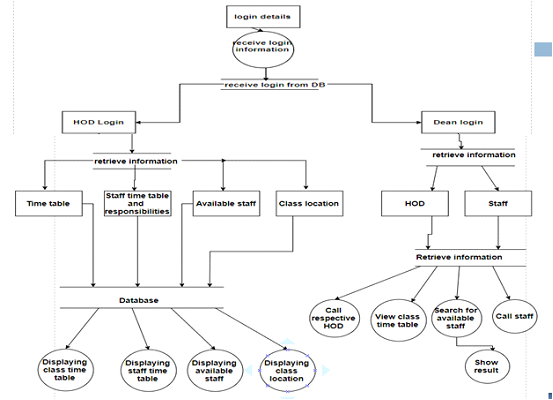 login details
receive login
information
receive login from DB
HOD Login
Dean login
retrieve information
retrieve information
Time table
Staff time table
and
responsibilities
Available staff
Class location
HOD
Staff
Retrieve information
Database
Call
respective
HOD
View class
time table
Search for
available
staff
Call staff
Displaying
class time
table
Displaying
staff time
table
Displaying
available
staff
Displaying
class
location
Show
result